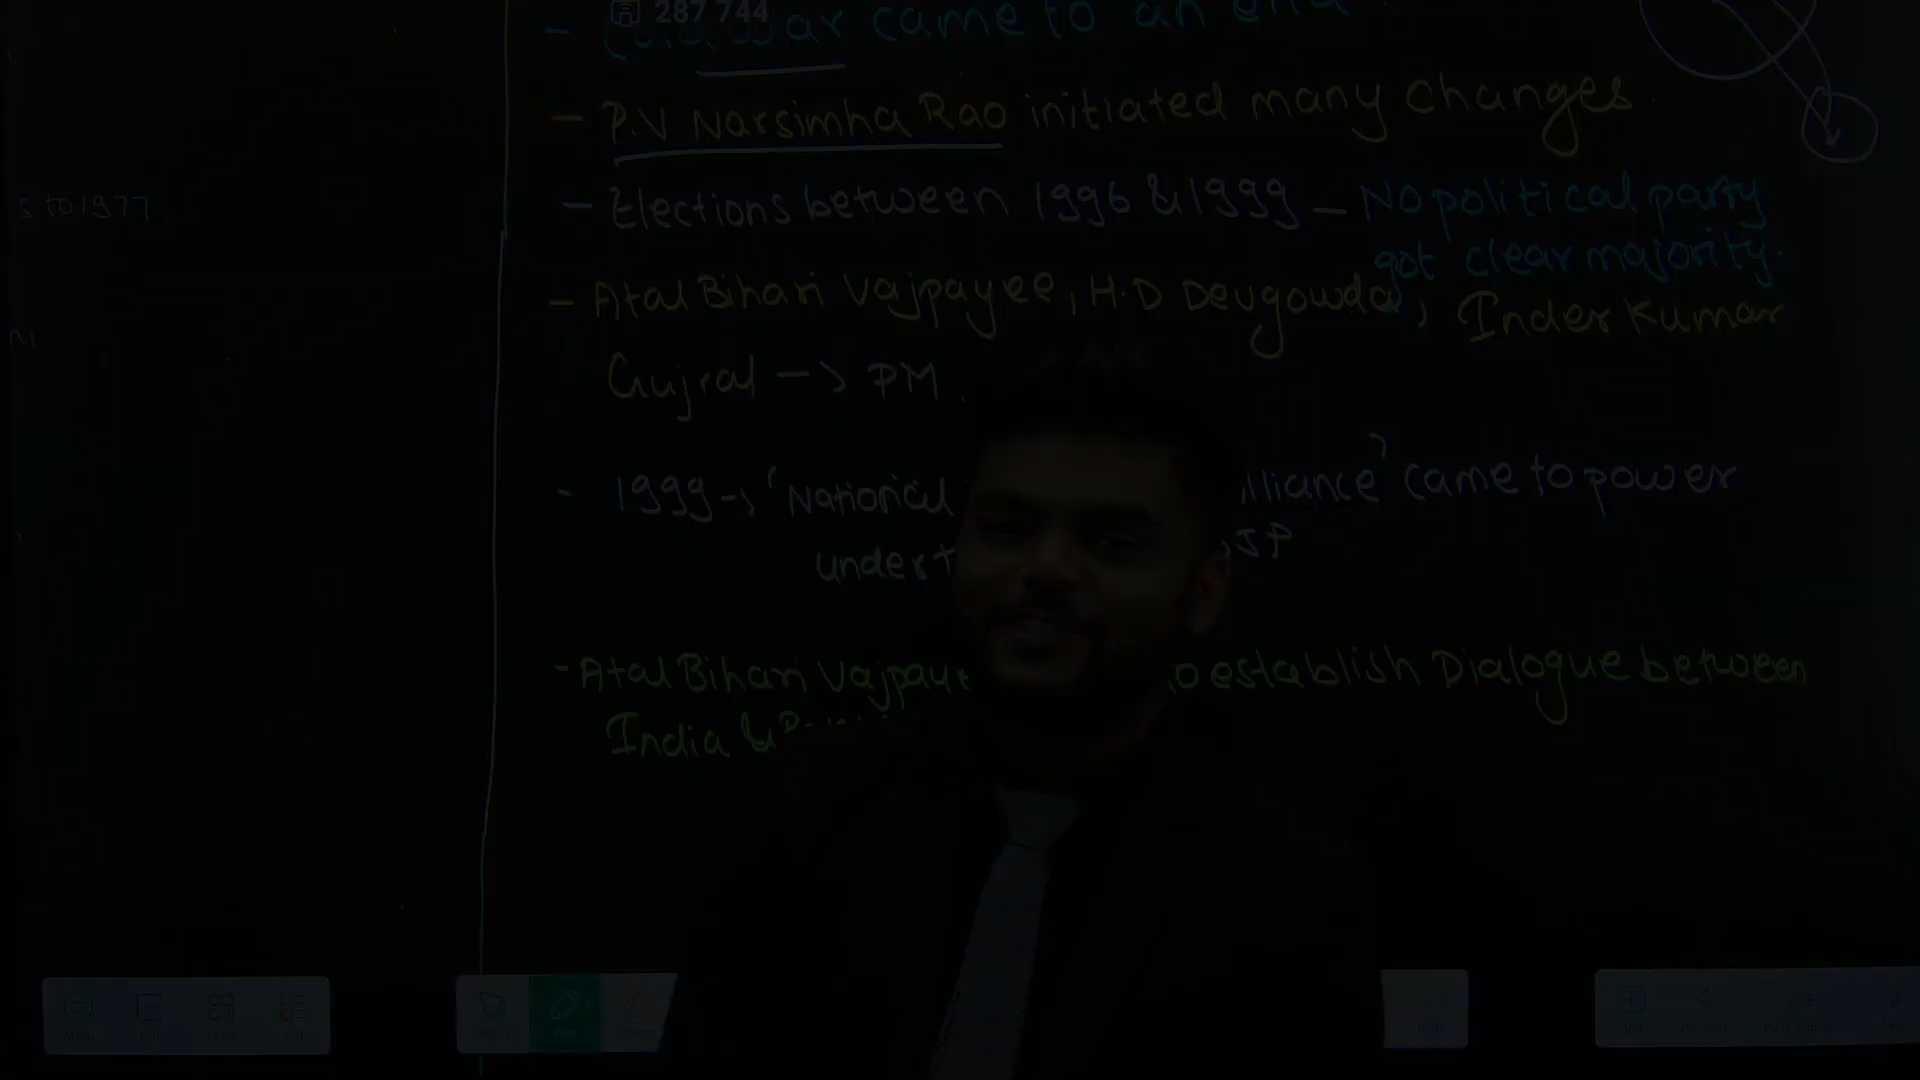 287 744
war came to an end
- P.V Narsimha Rao initiated many changes.
s to 1977.
- Elections between 1996 & 1999 - No political party
got clear majority.
- Atal Bihari Vajpayee, H.D Devgowda, Inder Kumar
Gujral -> PM.
- 1999 -> 'National lliance' came to power
under JP
- Atal Bihari Vajpaye o establish Dialogue between
India &